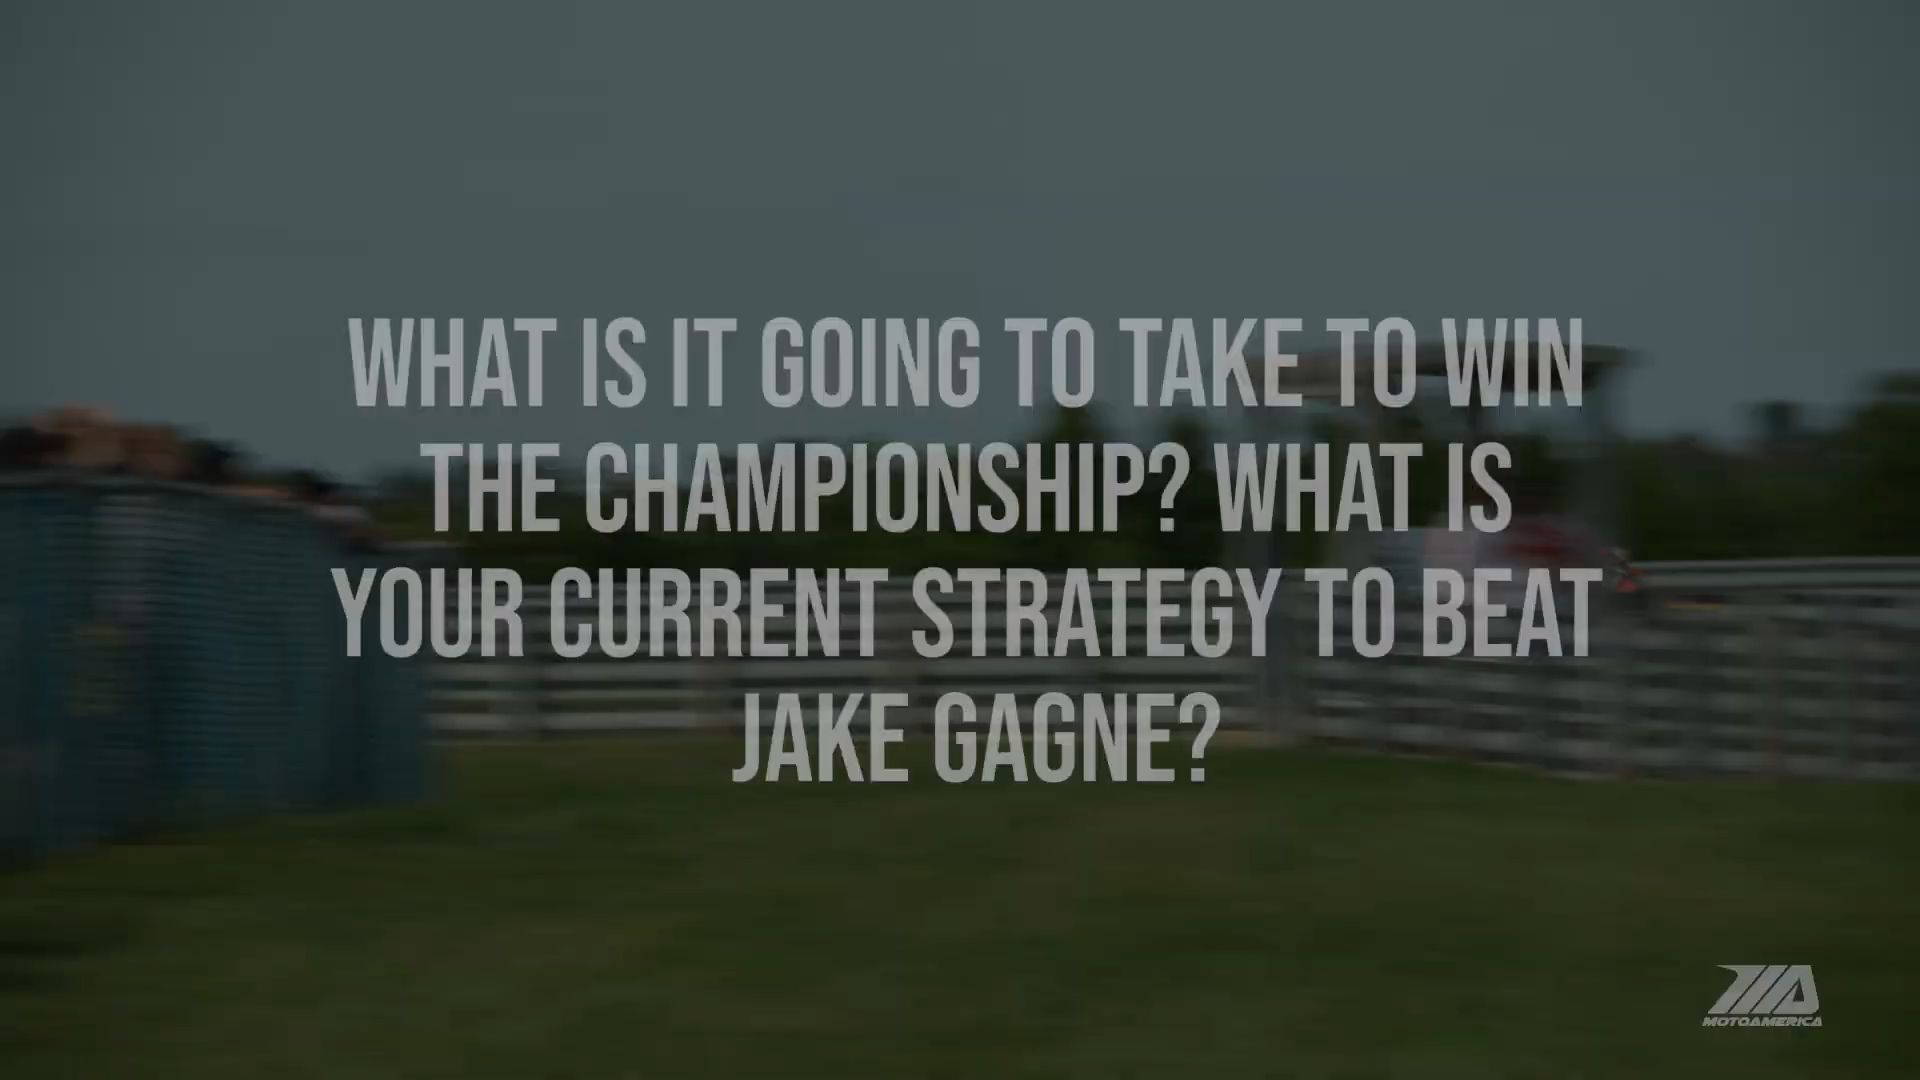 WHAT IS IT GOING TO TAKE TO WIN
THE CHAMPIONSHIP? WHAT IS
YOUR CURRENT STRATEGY TO BEAT
JAKE GAGNE?
MOTOAMERICA